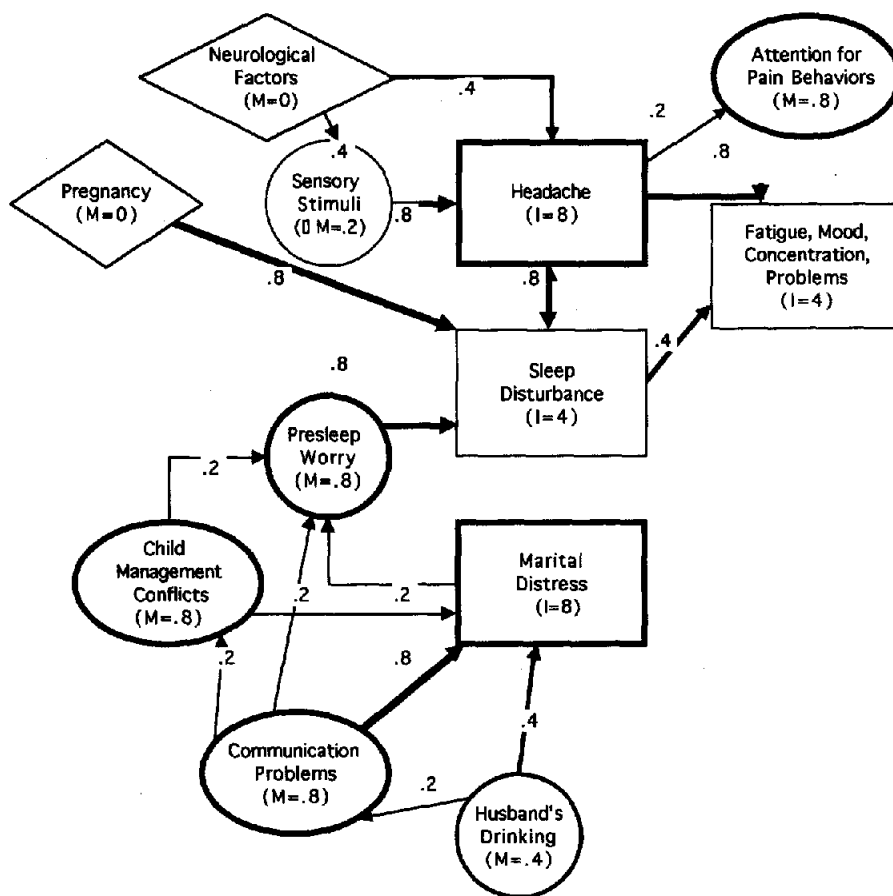 Neurological
Factors
(M=0)
Attention for
Pain Behaviors
(M=.8)
.4
.2
.4
.8
Pregnancy
(M=0)
Sensory
Stimuli
(▯ M=.2)
.8
Headache
(I=8)
Fatigue, Mood,
Concentration,
Problems
(I=4)
.8
.8
.4
.8
Sleep
Disturbance
(I=4)
Presleep
Worry
(M=.8)
.2
Child
Management
Conflicts
(M=.8)
Marital
Distress
(I=8)
.2
.2
.2
.8
.4
Communication
Problems
(M=.8)
.2
Husband's
Drinking
(M=.4)